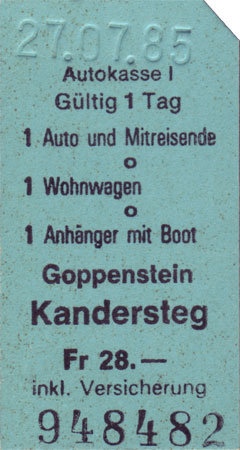 27.07.85
Autokasse I
Gültig 1 Tag
1 Auto und Mitreisende
o
1 Wohnwagen
o
1 Anhänger mit Boot
Goppenstein
Kandersteg
Fr 28.—
inkl. Versicherung
948482